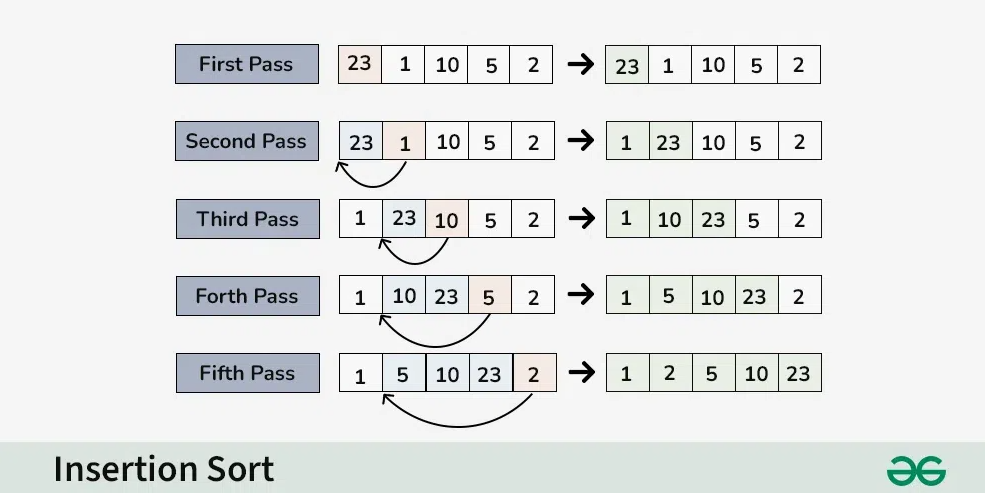 First Pass 23 1 10 5 2 23 1 10 5 2
Second Pass 23 1 10 5 2 1 23 10 5 2
Third Pass 1 23 10 5 2 1 10 23 5 2
Forth Pass 1 10 23 5 2 1 5 10 23 2
Fifth Pass 1 5 10 23 2 1 2 5 10 23
Insertion Sort